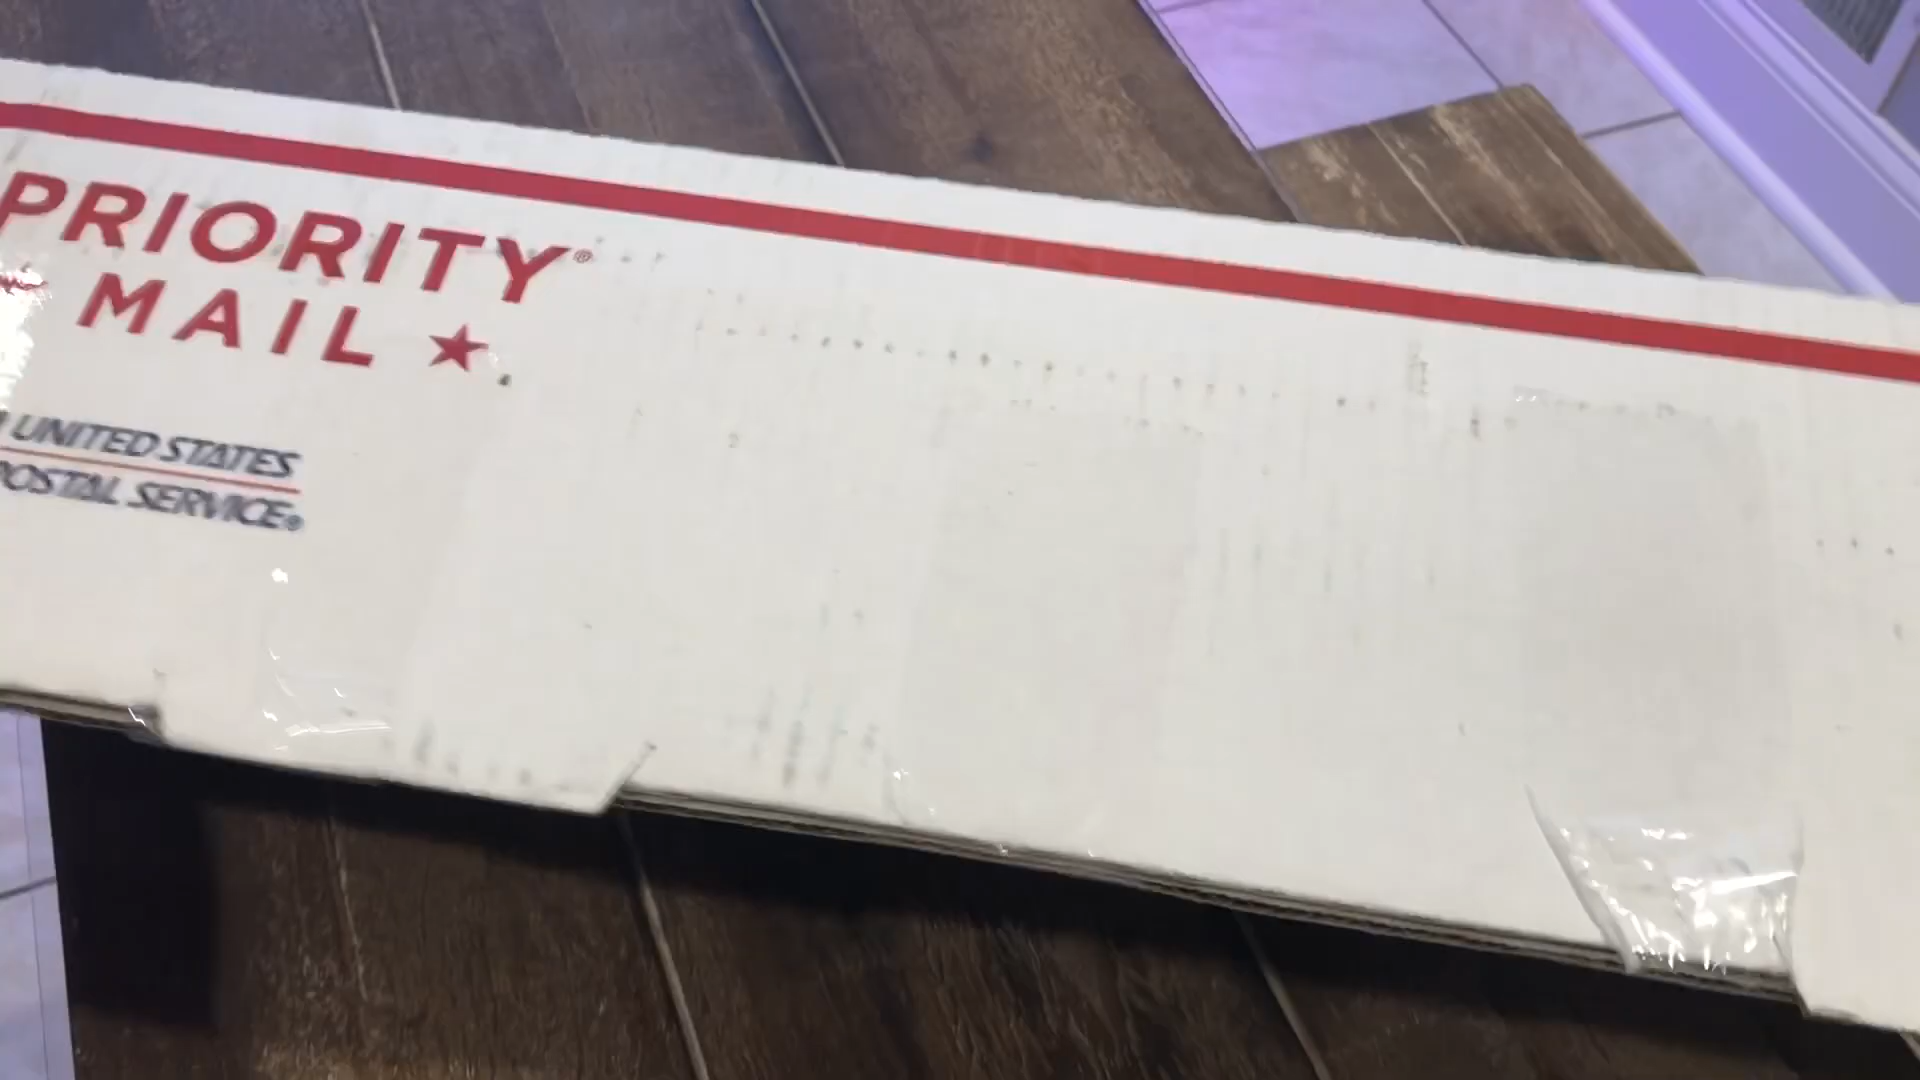 PRIORITY®
★ MAIL ★
UNITED STATES
POSTAL SERVICE®